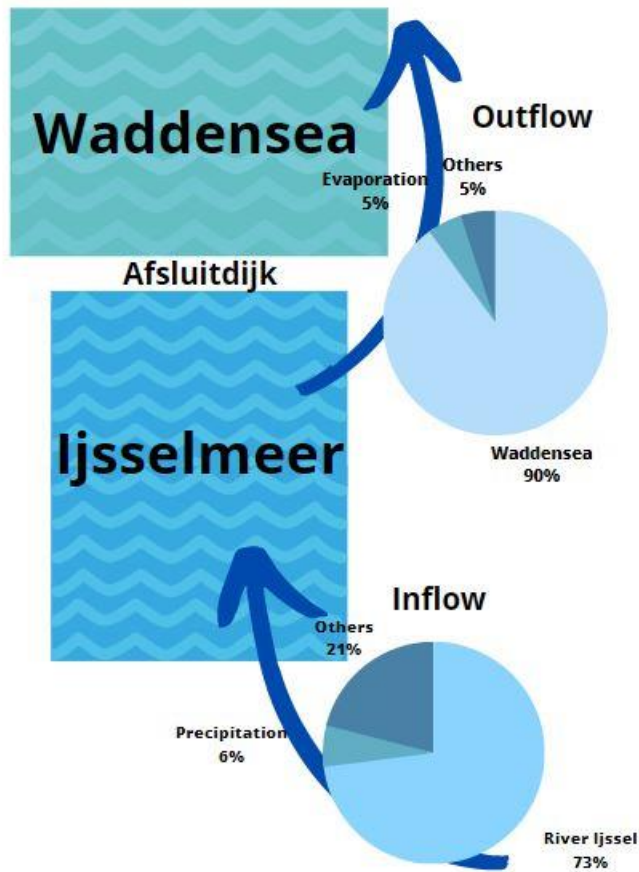 Waddensea
Outflow
Evaporation
5%
Others
5%
Afsluitdijk
Waddensea
90%
Ijsselmeer
Inflow
Others
21%
Precipitation
6%
River Ijssel
73%